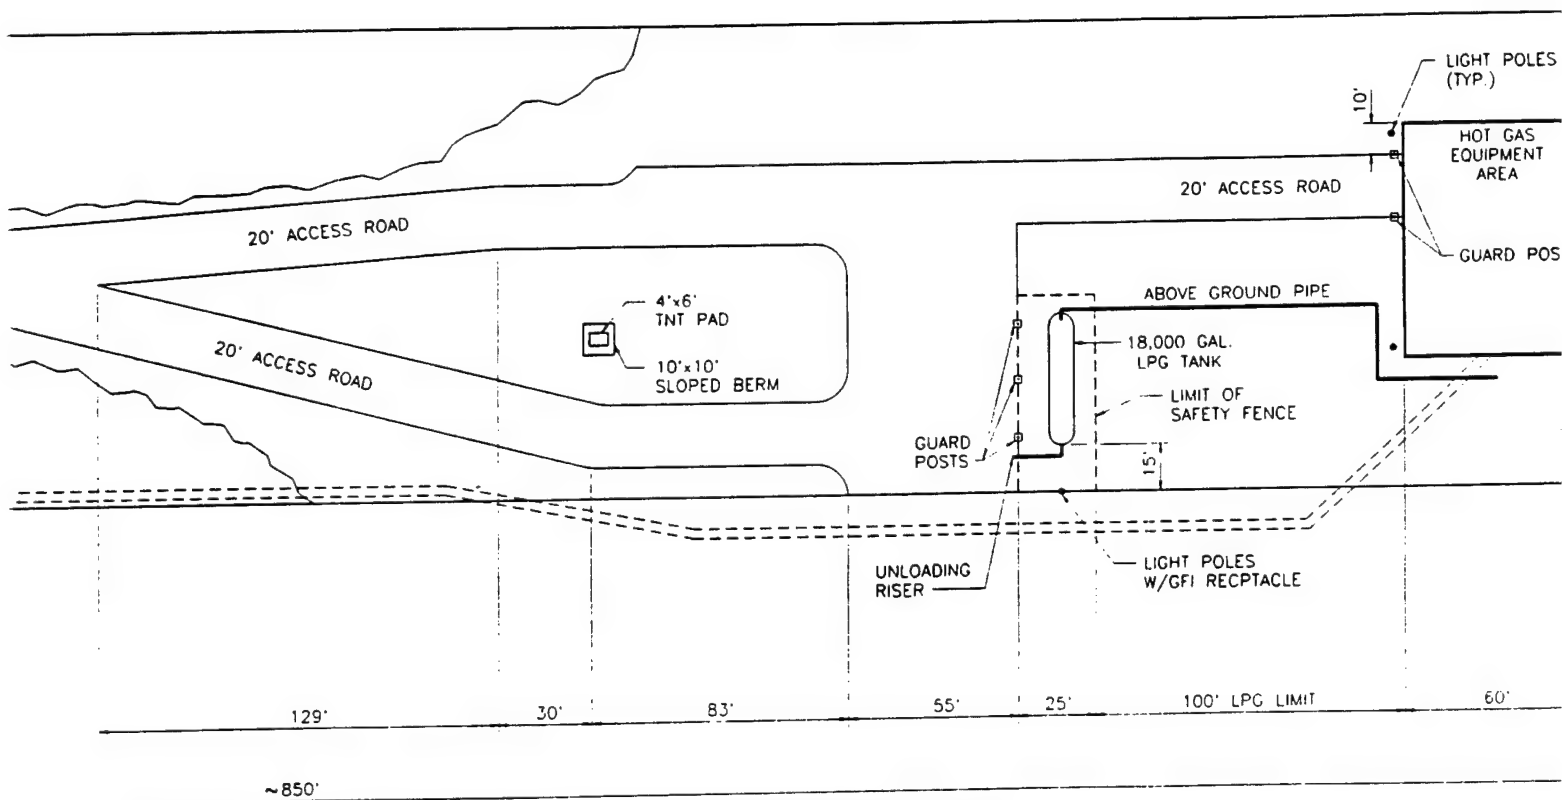 LIGHT POLES
(TYP.)
10'
HOT GAS
EQUIPMENT
AREA
20' ACCESS ROAD
20' ACCESS ROAD
GUARD POS
ABOVE GROUND PIPE
4'x6'
TNT PAD
18,000 GAL.
LPG TANK
20' ACCESS ROAD
10'x10'
SLOPED BERM
LIMIT OF
SAFETY FENCE
GUARD
POSTS
15'
UNLOADING
RISER
LIGHT POLES
W/GFI RECPTACLE
129'
30'
83'
55'
25'
100' LPG LIMIT
60'
~850'